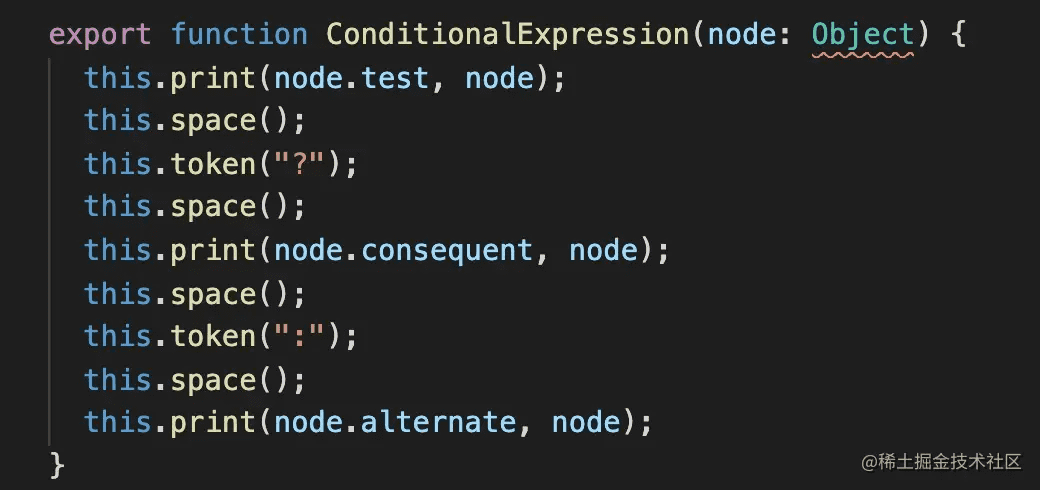 export function ConditionalExpression(node: Object) {
  this.print(node.test, node);
  this.space();
  this.token("?");
  this.space();
  this.print(node.consequent, node);
  this.space();
  this.token(":");
  this.space();
  this.print(node.alternate, node);
}
@稀土掘金技术社区